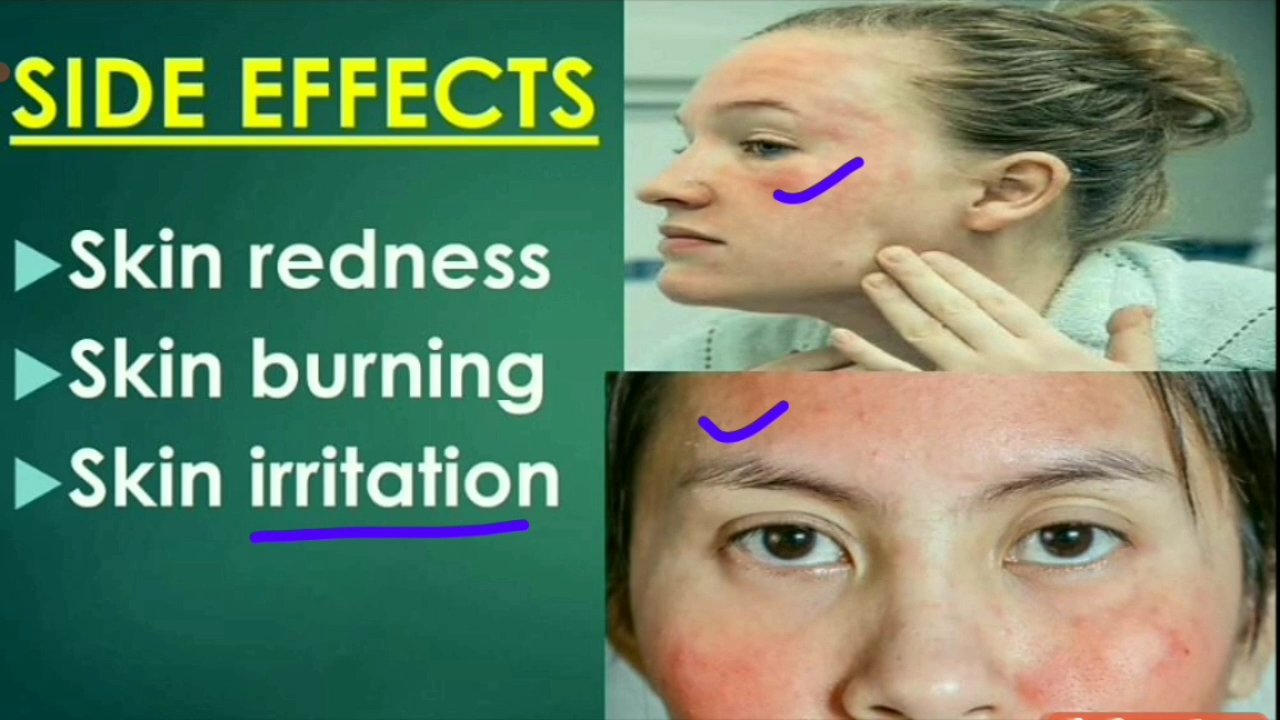 SIDE EFFECTS
Skin redness
Skin burning
Skin irritation